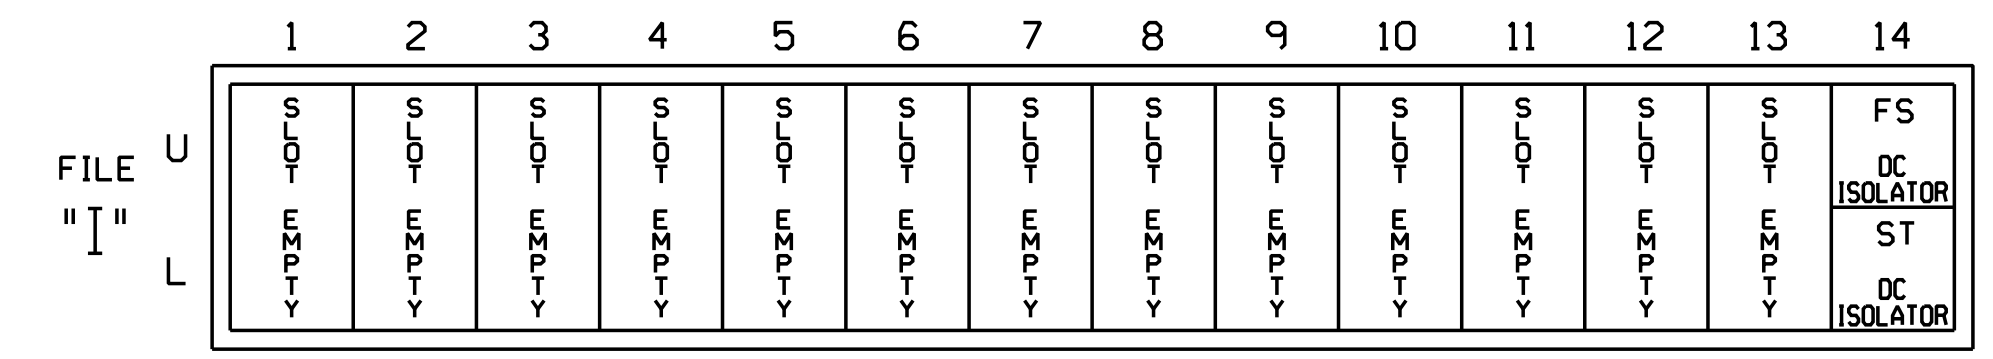 1 2 3 4 5 6 7 8 9 10 11 12 13 14
FILE
"I"
U
L
SLOT EMPTY
SLOT EMPTY
SLOT EMPTY
SLOT EMPTY
SLOT EMPTY
SLOT EMPTY
SLOT EMPTY
SLOT EMPTY
SLOT EMPTY
SLOT EMPTY
SLOT EMPTY
SLOT EMPTY
SLOT EMPTY
FS
DC
ISOLATOR
ST
DC
ISOLATOR